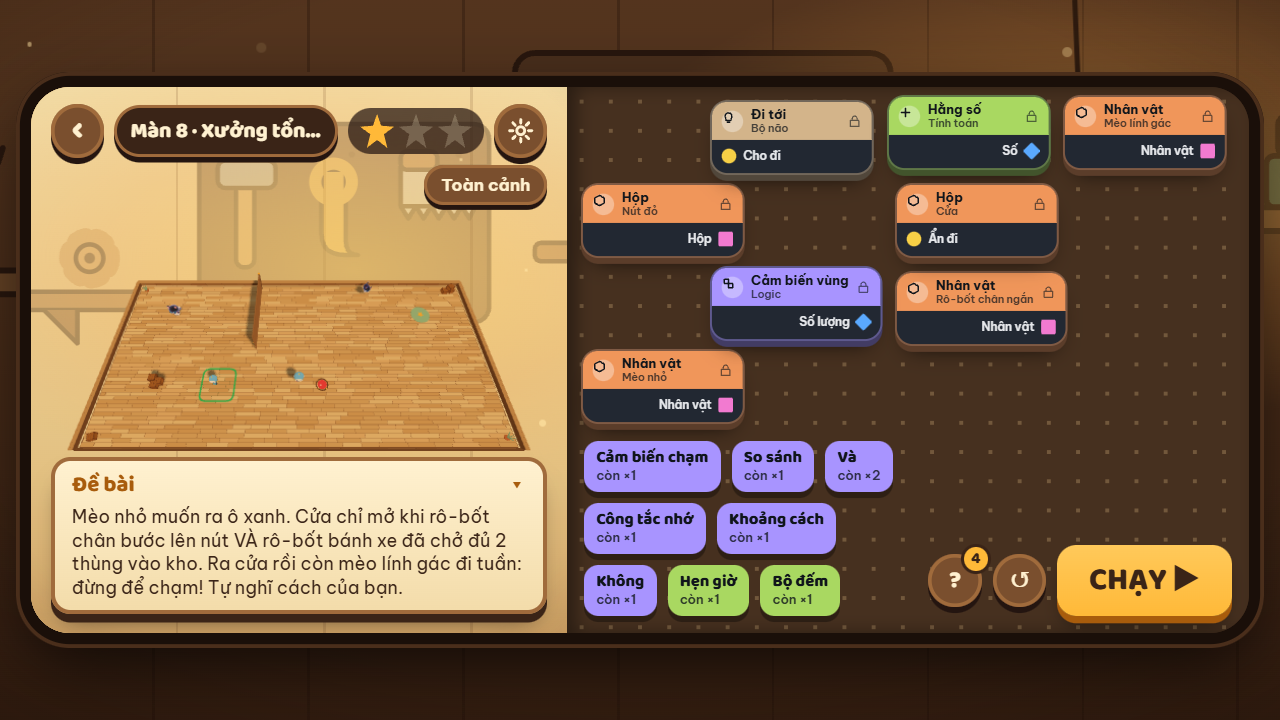 Màn 8 · Xưởng tổn...
Toàn cảnh
Đề bài
Mèo nhỏ muốn ra ô xanh. Cửa chỉ mở khi rô-bốt
chân bước lên nút VÀ rô-bốt bánh xe đã chở đủ 2
thùng vào kho. Ra cửa rồi còn mèo lính gác đi tuần:
đừng để chạm! Tự nghĩ cách của bạn.
Đi tới
Bộ não
Cho đi
Hằng số
Tính toán
Số
Nhân vật
Mèo lính gác
Nhân vật
Hộp
Nút đỏ
Hộp
Hộp
Cửa
Ẩn đi
Cảm biến vùng
Logic
Số lượng
Nhân vật
Rô-bốt chân ngắn
Nhân vật
Nhân vật
Mèo nhỏ
Nhân vật
Cảm biến chạm
còn ×1
So sánh
còn ×1
Và
còn ×2
Công tắc nhớ
còn ×1
Khoảng cách
còn ×1
Không
còn ×1
Hẹn giờ
còn ×1
Bộ đếm
còn ×1
?
4
CHẠY